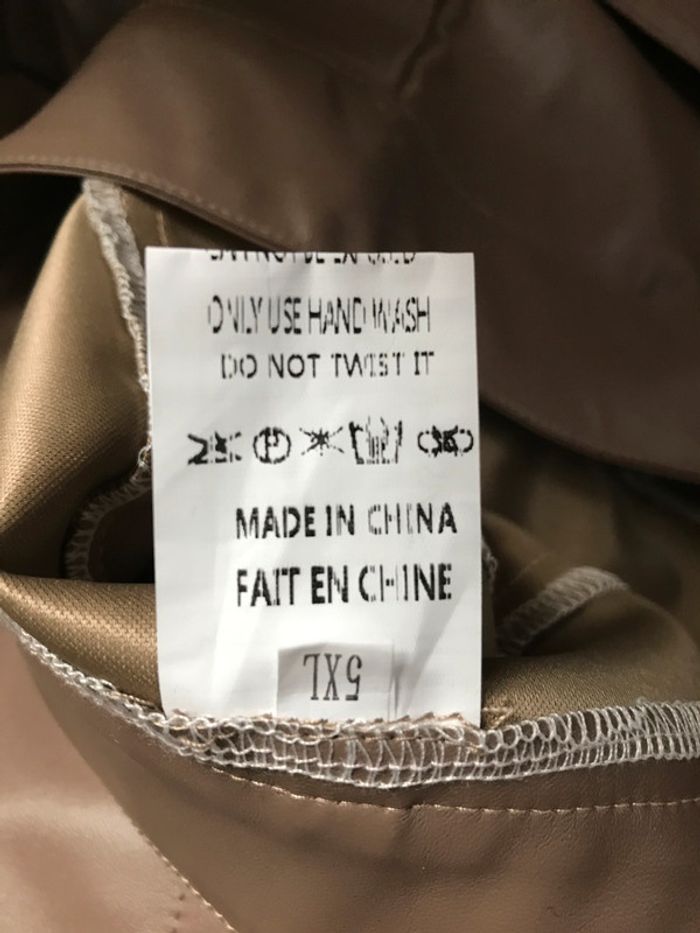 ONLY USE HAND WASH
DO NOT TWIST IT
MADE IN CHINA
FAIT EN CHINE
5XL